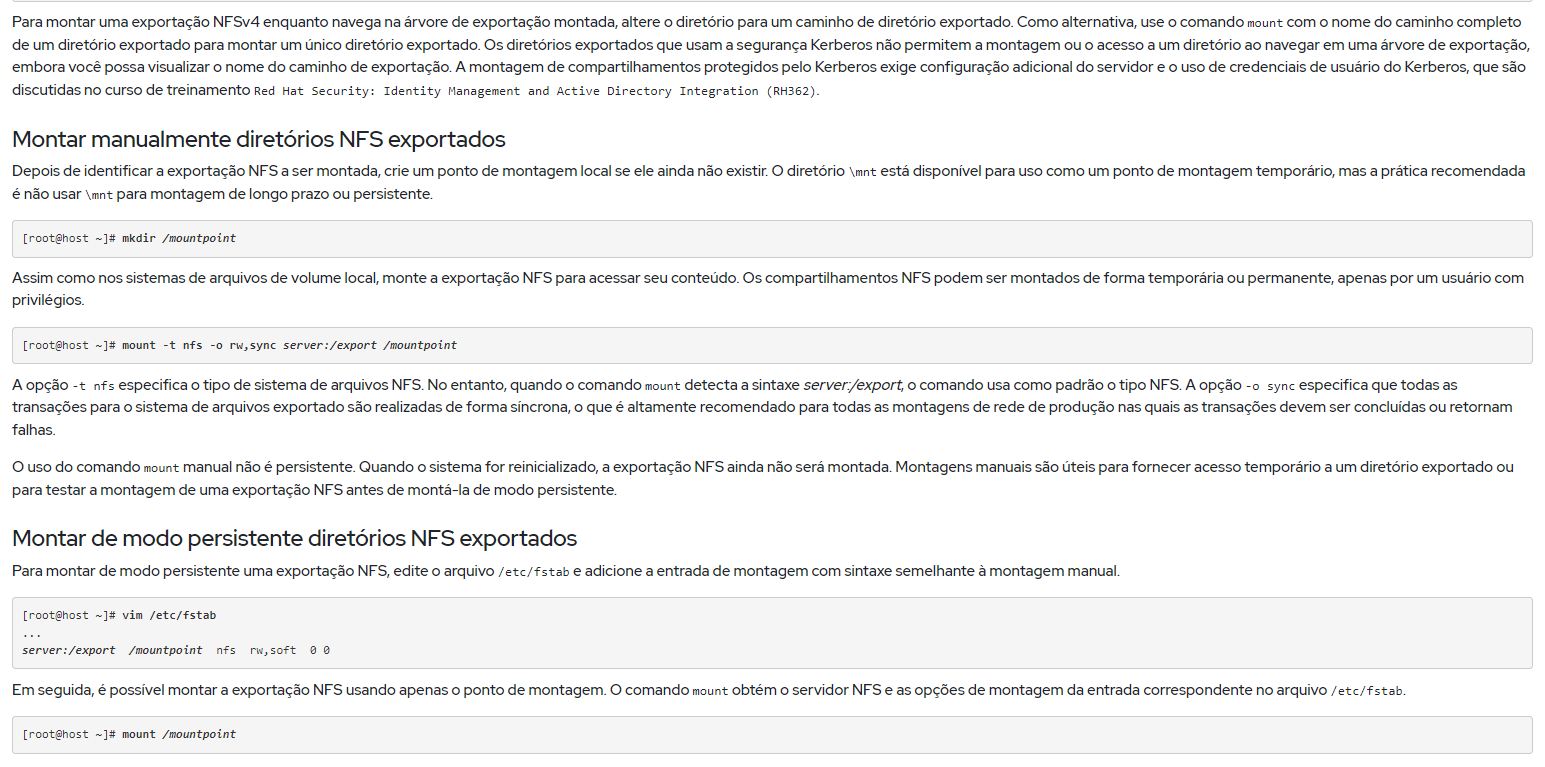 Para montar uma exportação NFSv4 enquanto navega na árvore de exportação montada, altere o diretório para um caminho de diretório exportado. Como alternativa, use o comando mount com o nome do caminho completo
de um diretório exportado para montar um único diretório exportado. Os diretórios exportados que usam a segurança Kerberos não permitem a montagem ou o acesso a um diretório ao navegar em uma árvore de exportação,
embora você possa visualizar o nome do caminho de exportação. A montagem de compartilhamentos protegidos pelo Kerberos exige configuração adicional do servidor e o uso de credenciais de usuário do Kerberos, que são
discutidas no curso de treinamento Red Hat Security: Identity Management and Active Directory Integration (RH362).
Montar manualmente diretórios NFS exportados
Depois de identificar a exportação NFS a ser montada, crie um ponto de montagem local se ele ainda não existir. O diretório \mnt está disponível para uso como um ponto de montagem temporário, mas a prática recomendada
é não usar \mnt para montagem de longo prazo ou persistente.
[root@host ~]# mkdir /mountpoint
Assim como nos sistemas de arquivos de volume local, monte a exportação NFS para acessar seu conteúdo. Os compartilhamentos NFS podem ser montados de forma temporária ou permanente, apenas por um usuário com
privilégios.
[root@host ~]# mount -t nfs -o rw,sync server:/export /mountpoint
A opção -t nfs especifica o tipo de sistema de arquivos NFS. No entanto, quando o comando mount detecta a sintaxe server:/export, o comando usa como padrão o tipo NFS. A opção -o sync especifica que todas as
transações para o sistema de arquivos exportado são realizadas de forma síncrona, o que é altamente recomendado para todas as montagens de rede de produção nas quais as transações devem ser concluídas ou retornam
falhas.
O uso do comando mount manual não é persistente. Quando o sistema for reinicializado, a exportação NFS ainda não será montada. Montagens manuais são úteis para fornecer acesso temporário a um diretório exportado ou
para testar a montagem de uma exportação NFS antes de montá-la de modo persistente.
Montar de modo persistente diretórios NFS exportados
Para montar de modo persistente uma exportação NFS, edite o arquivo /etc/fstab e adicione a entrada de montagem com sintaxe semelhante à montagem manual.
[root@host ~]# vim /etc/fstab
...
server:/export  /mountpoint  nfs  rw,soft  0 0
Em seguida, é possível montar a exportação NFS usando apenas o ponto de montagem. O comando mount obtém o servidor NFS e as opções de montagem da entrada correspondente no arquivo /etc/fstab.
[root@host ~]# mount /mountpoint